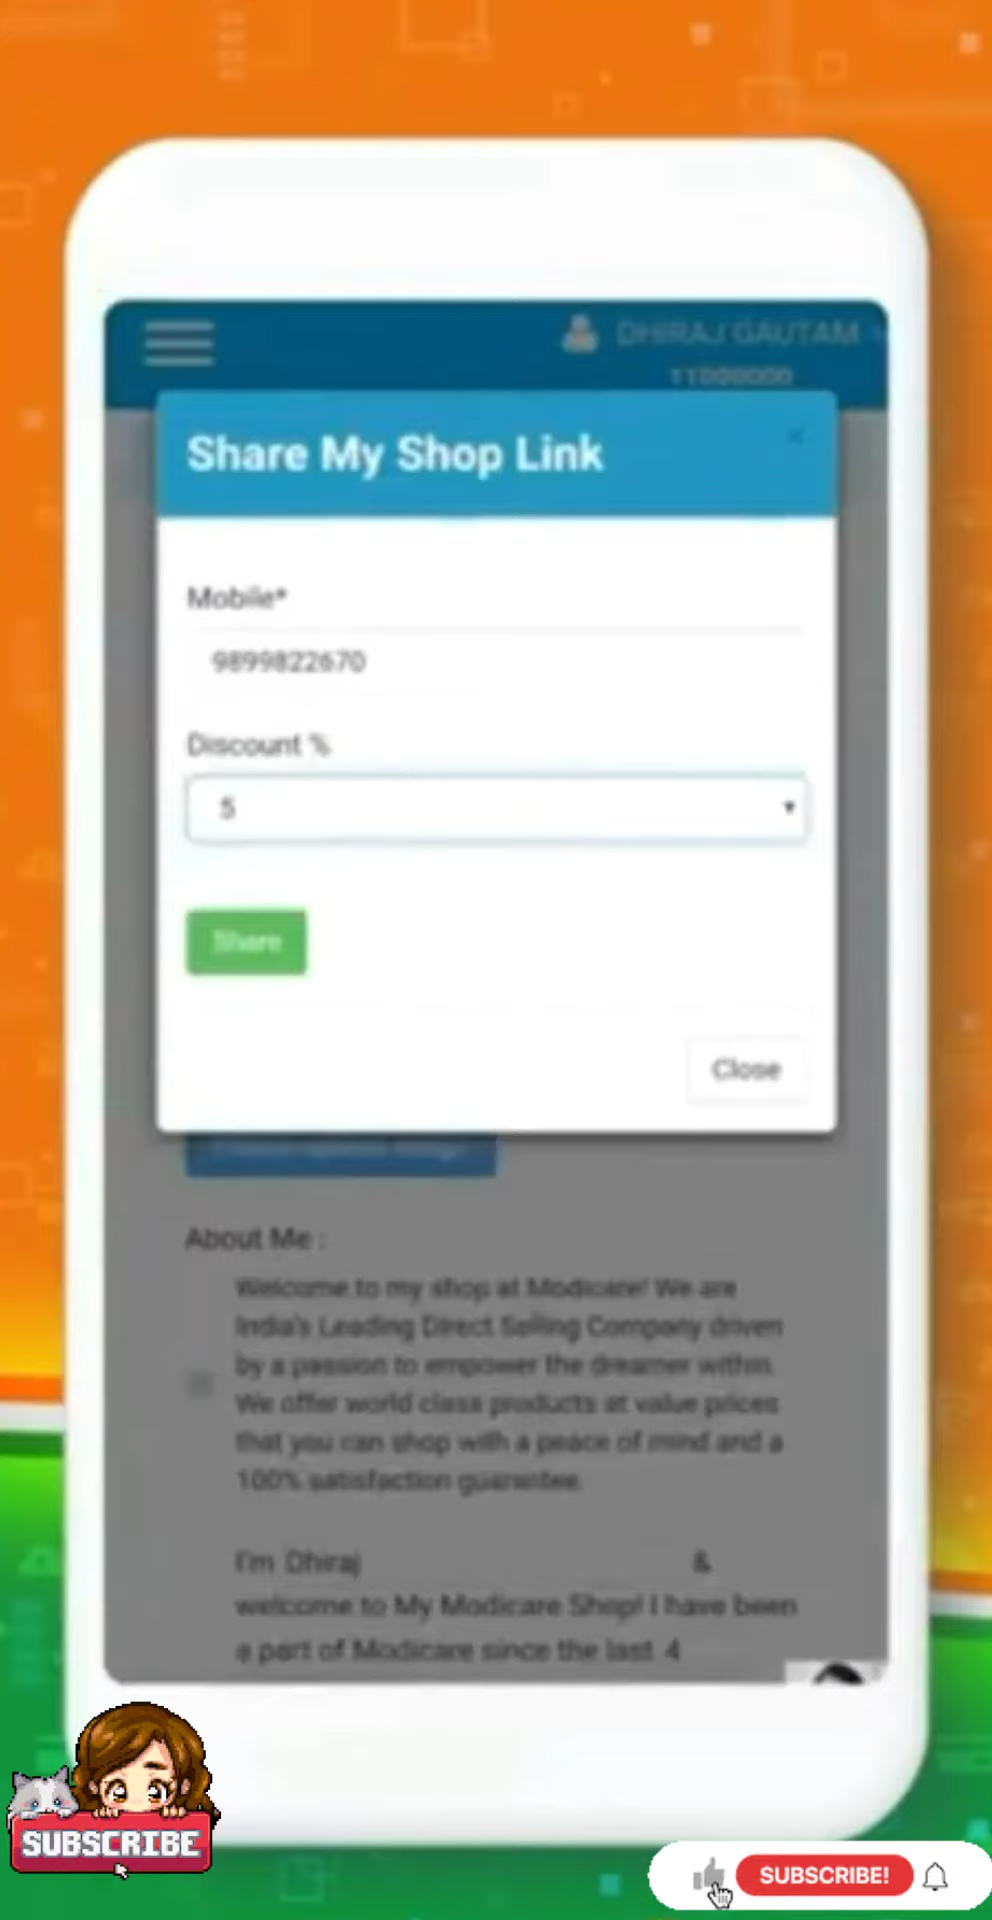 DHIRAJ GAUTAM
Share My Shop Link
Mobile*
9899822670
Discount %
5
Share
Close
About Me :
Welcome to my shop at Modicare! We are
India's Leading Direct Selling Company driven
by a passion to empower the dreamer within.
We offer world class products at value prices
that you can shop with a peace of mind and a
100% satisfaction guarantee.
I'm Dhiraj &
welcome to My Modicare Shop! I have been
a part of Modicare since the last 4
SUBSCRIBE
SUBSCRIBE!